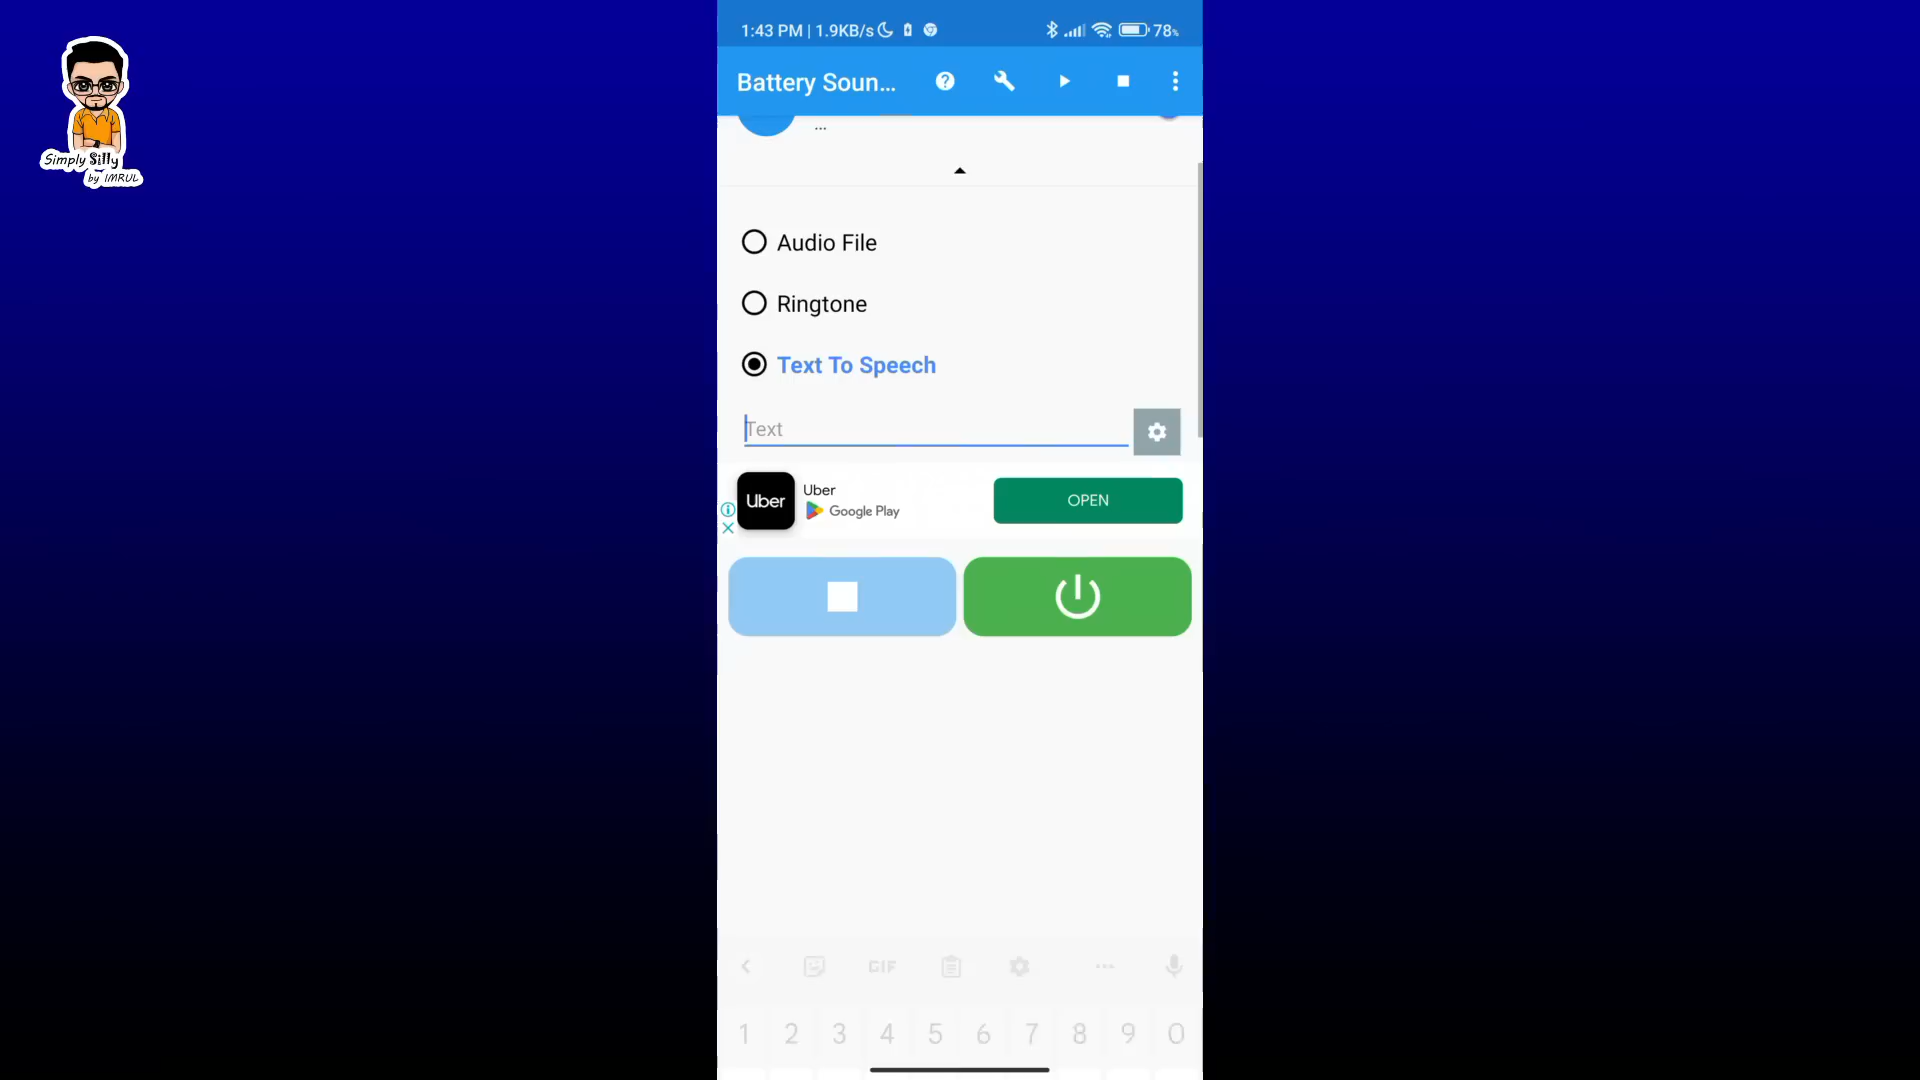 Simply Silly
by IMRUL
1:43 PM | 1.9KB/s
78%
Battery Soun...
...
Audio File
Ringtone
Text To Speech
Text
Uber
Uber
Google Play
OPEN
GIF
1 2 3 4 5 6 7 8 9 0